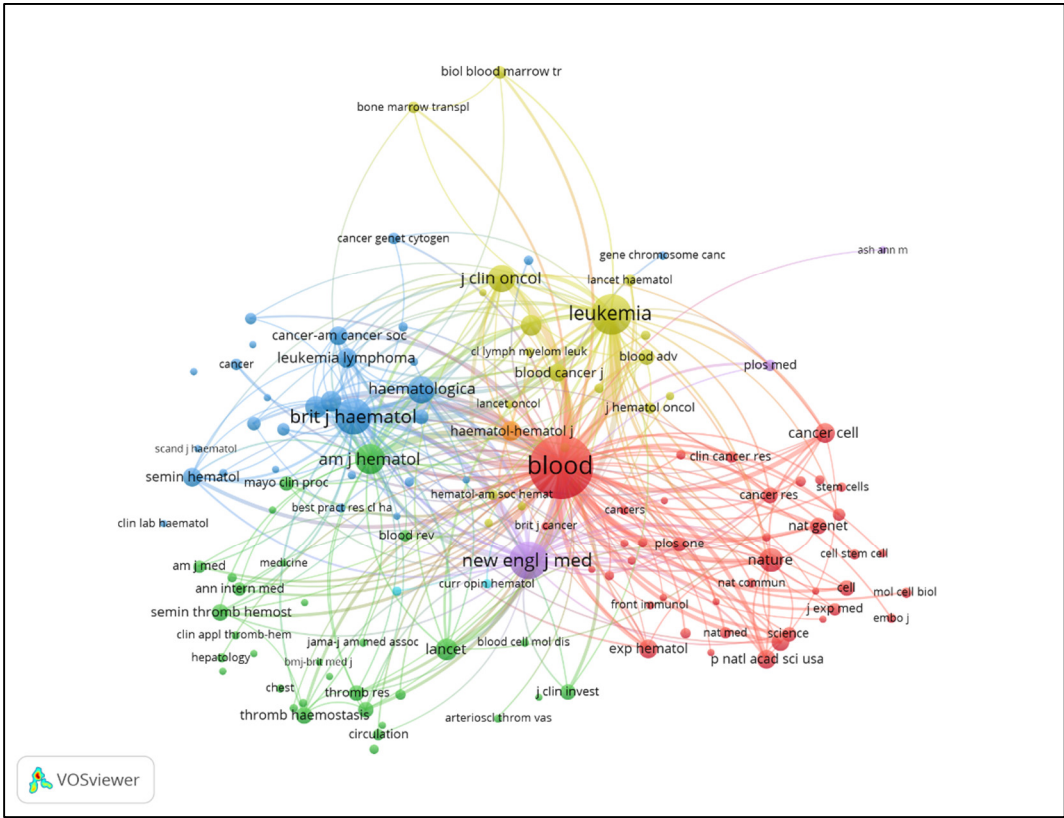 biol blood marrow tr
bone marrow transpl
cancer genet cytogen
ash ann m
gene chromosome canc
j clin oncol
lancet haematol
leukemia
cancer-am cancer soc
cl lymph myelom leuk
leukemia lymphoma
blood adv
cancer
plos med
blood cancer j
haematologica
lancet oncol
j hematol oncol
brit j haematol
haematol-hematol j
cancer cell
scand j haematol
am j hematol
clin cancer res
blood
semin hematol
mayo clin proc
stem cells
hematol-am soc hemat
cancer res
best pract res cl ha
cancers
clin lab haematol
brit j cancer
nat genet
blood rev
plos one
cell stem cell
new engl j med
nature
am j med
medicine
curr opin hematol
nat commun
ann intern med
cell
mol cell biol
front immunol
j exp med
semin thromb hemost
embo j
clin appl thromb-hem
nat med
science
jama-j am med assoc
blood cell mol dis
lancet
exp hematol
hepatology
bmj-brit med j
p natl acad sci usa
chest
thromb res
j clin invest
thromb haemostasis
arterioscl throm vas
circulation
VOSviewer